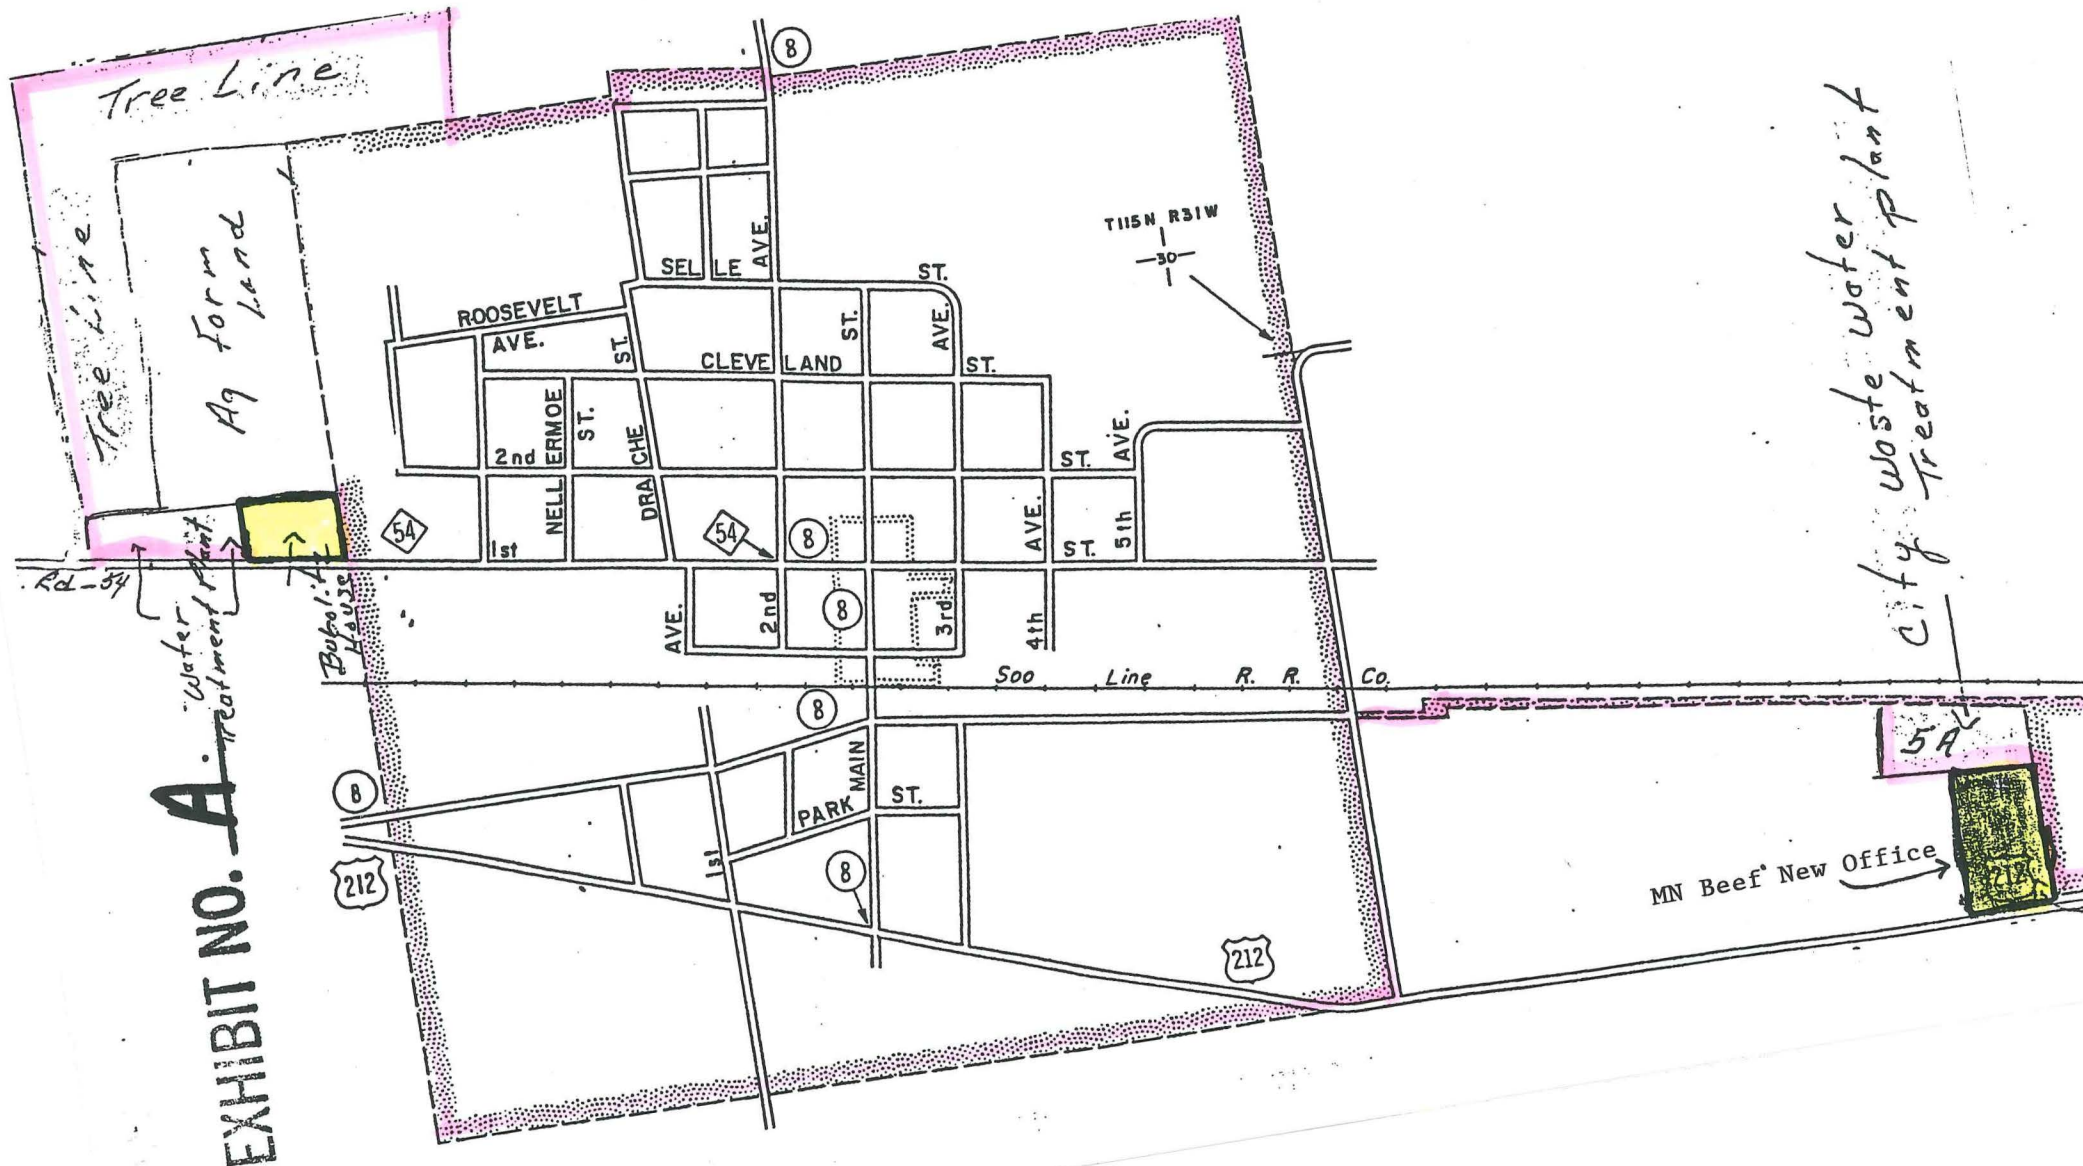 8
Tree Line
Tree Line
Ag Form
Land
City Woste water
Treatment plant
T115N R31W
30
SEL LE
AVE.
ST.
ROOSEVELT
AVE.
ST.
CLEVE LAND
ST.
AVE.
ST.
2nd
NELL ERMOE
ST.
DRA CHE
ST.
AVE.
54
1st
54
8
AVE.
ST.
5th
Rd-54
Water
Treatment Plant
House
AVE.
2nd
8
3rd
4th
Soo Line R. R. Co.
8
8
MAIN
PARK ST.
1st
212
8
212
5A
MN Beef New Office
212
EXHIBIT NO. A